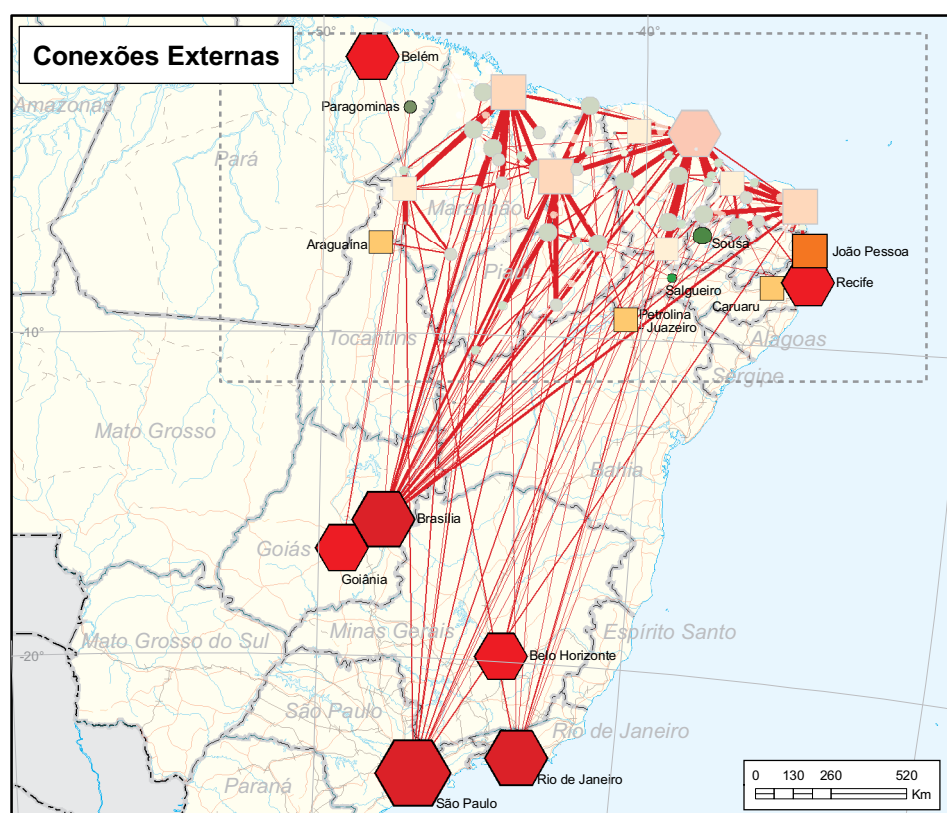 Conexões Externas
-50°
40°
Belém
Amazonas
Paragominas
Pará
Maranhão
Araguaína
Sousa
João Pessoa
Piauí
Salgueiro
Recife
Caruaru
Petrolina
Juazeiro
-10°
Tocantins
Alagoas
Sergipe
Mato Grosso
Bahia
Brasília
Goiás
Goiânia
Minas Gerais
Espírito Santo
Mato Grosso do Sul
-20°
Belo Horizonte
São Paulo
Rio de Janeiro
Paraná
Rio de Janeiro
São Paulo
0 130 260 520
Km